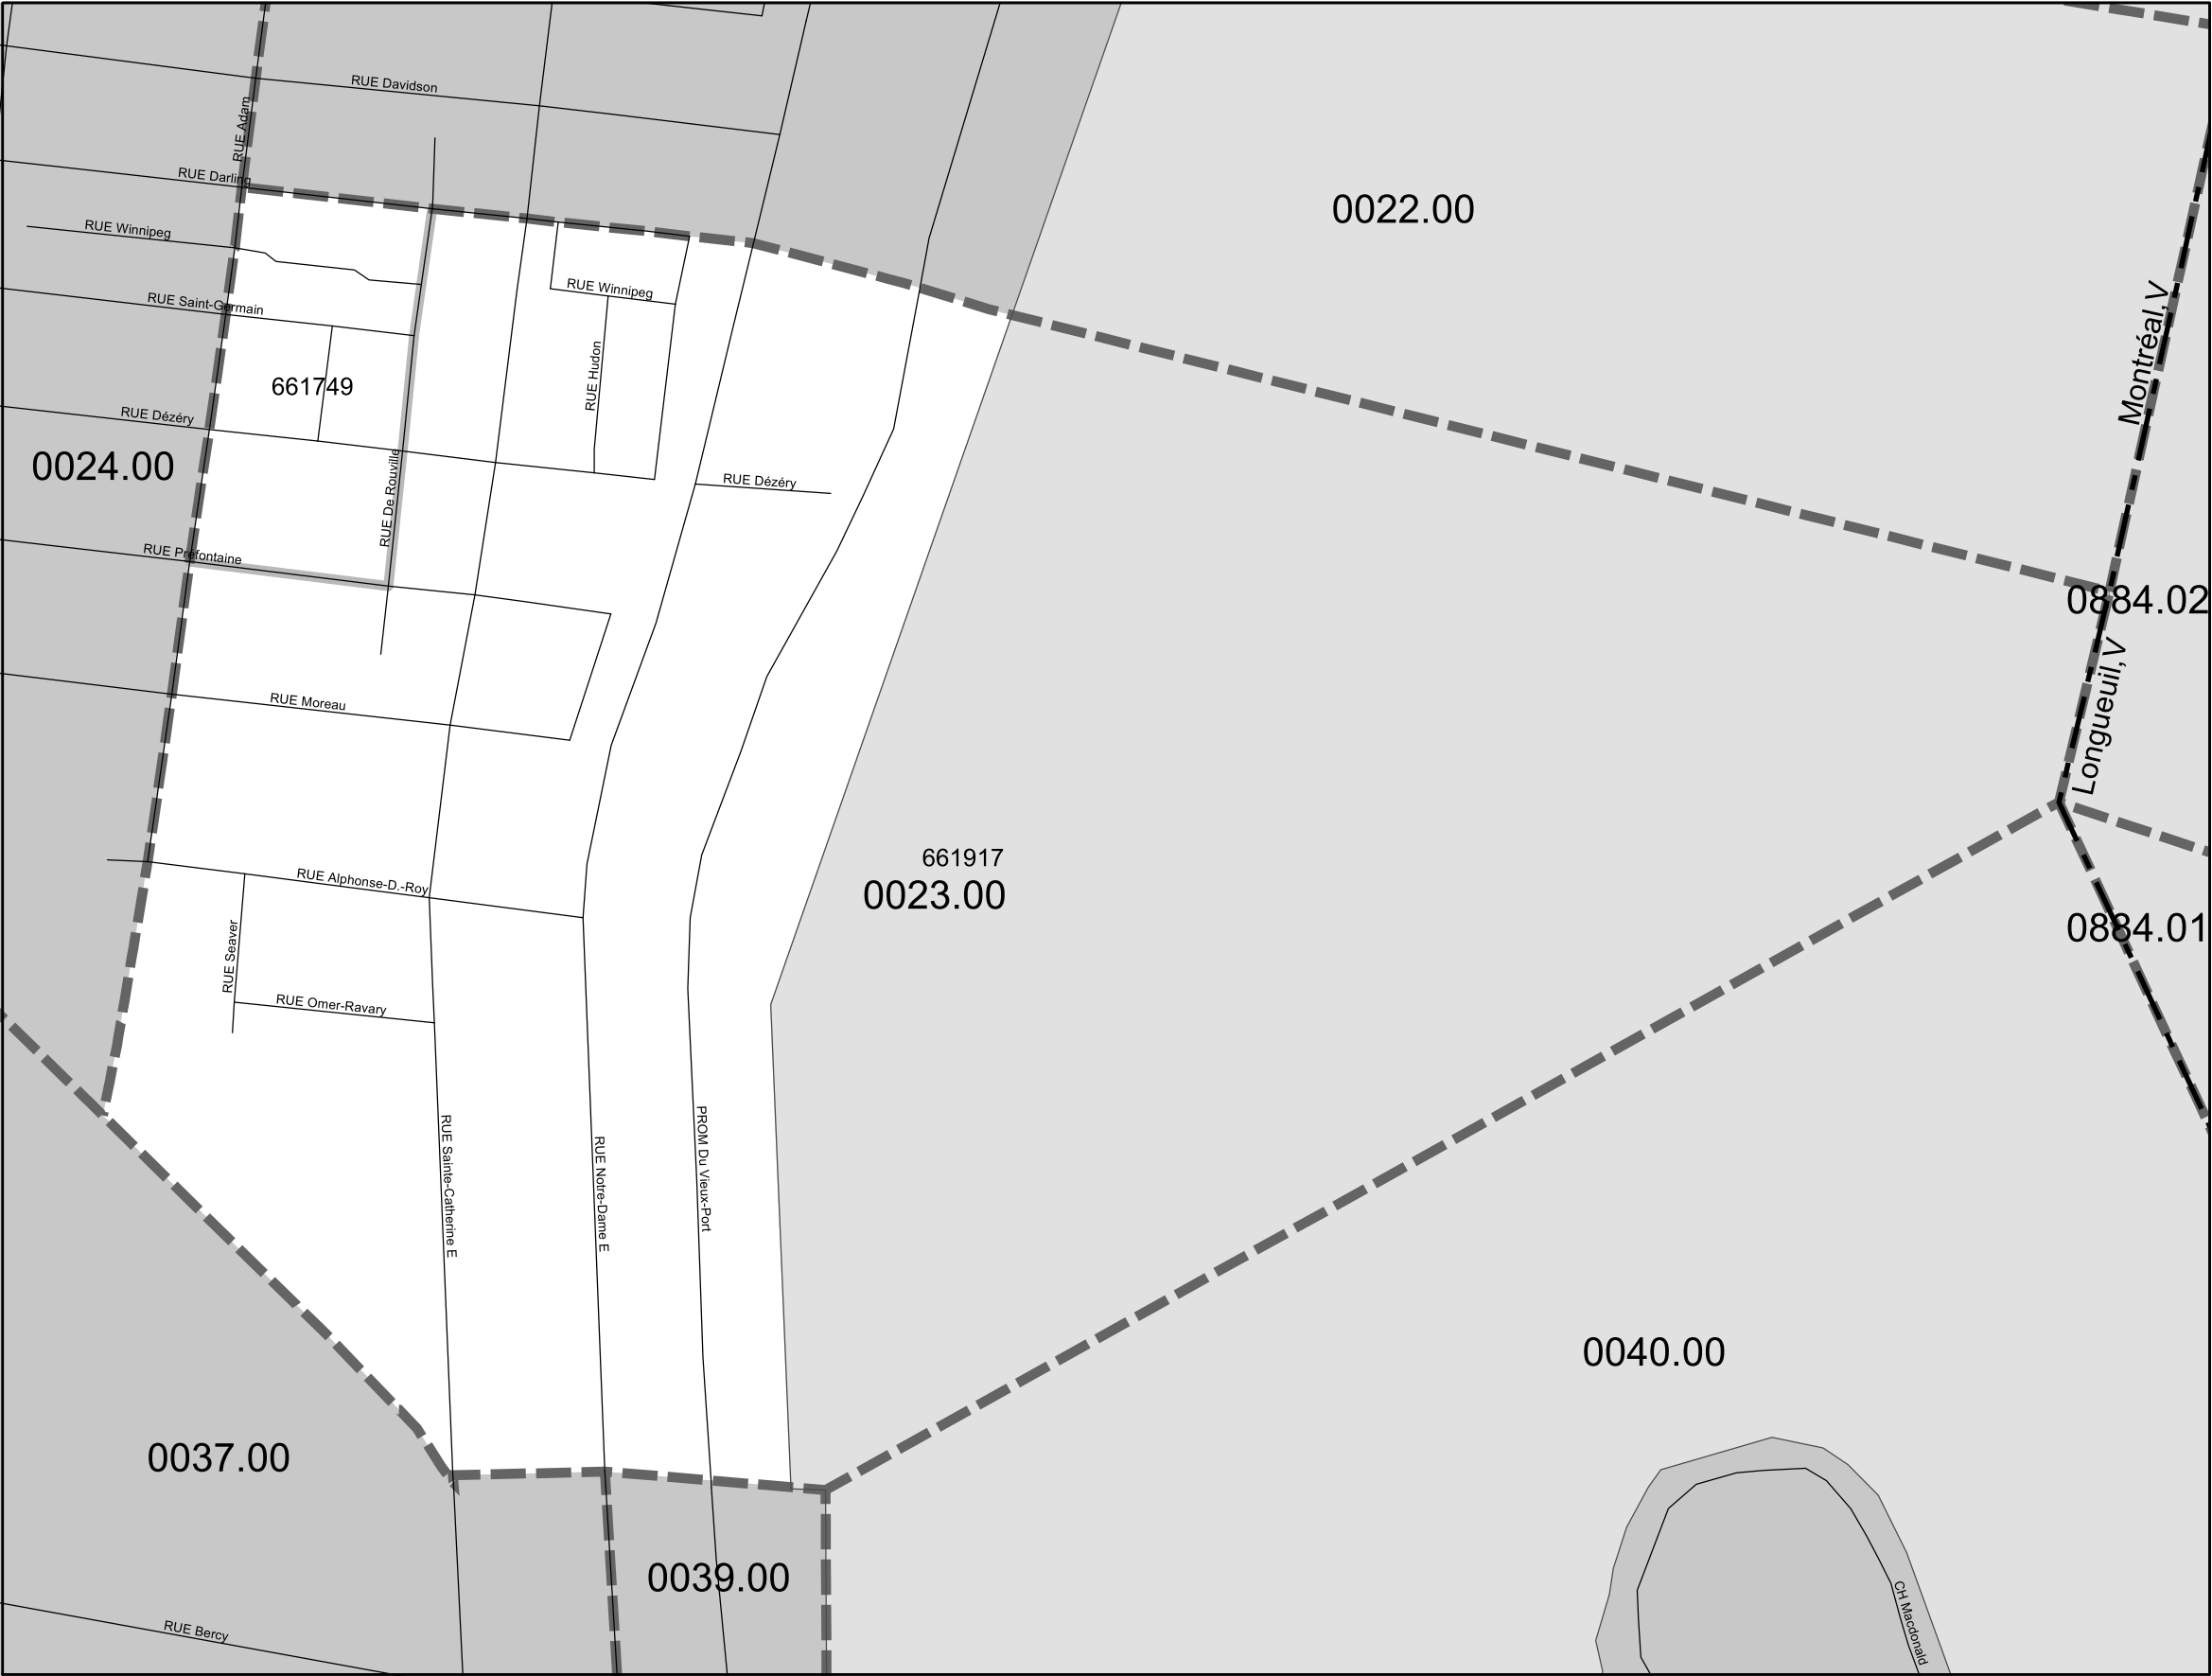 RUE Davidson
RUE Adam
RUE Darling
RUE Winnipeg
0022.00
RUE Winnipeg
RUE Saint-Germain
Montréal,V
RUE Hudon
661749
RUE Dézéry
0024.00
RUE Dézéry
RUE De Rouville
RUE Préfontaine
0884.02
Longueuil,V
RUE Moreau
661917
0023.00
RUE Alphonse-D.-Roy
0884.01
RUE Seaver
RUE Omer-Ravary
RUE Sainte-Catherine E
RUE Notre-Dame E
PROM Du Vieux-Port
0040.00
0037.00
0039.00
RUE Bercy
CH Macdonald